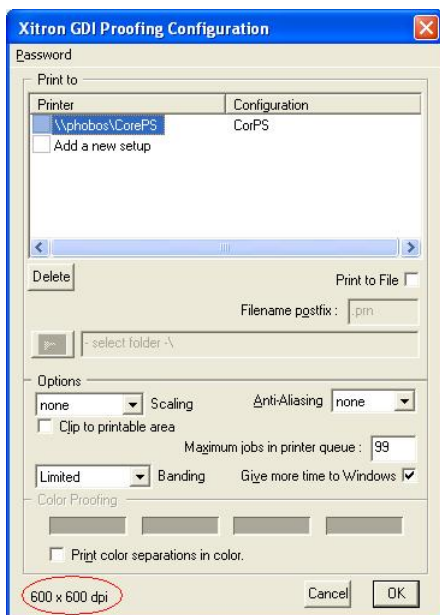 Xitron GDI Proofing Configuration
Password
Print to
Printer Configuration
\\phobos\CorePS CorPS
Add a new setup
Delete Print to File
Filename postfix : .prn
- select folder -\
Options
none Scaling Anti-Aliasing none
Clip to printable area
Maximum jobs in printer queue : 99
Limited Banding Give more time to Windows
Color Proofing
Print color separations in color.
600 x 600 dpi Cancel OK